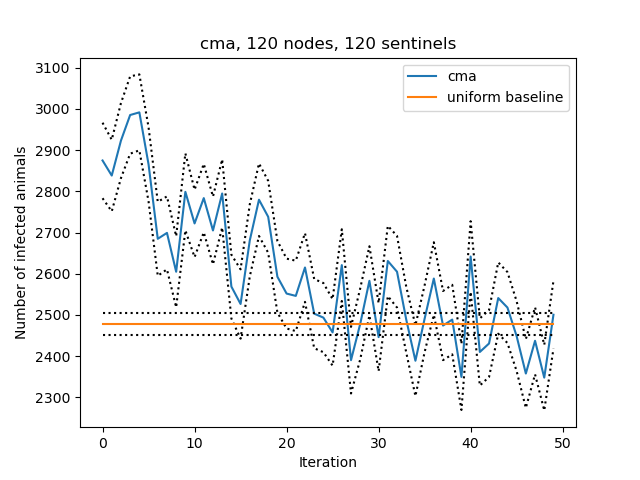 cma, 120 nodes, 120 sentinels
cma
uniform baseline
Number of infected animals
3100
3000
2900
2800
2700
2600
2500
2400
2300
0 10 20 30 40 50
Iteration